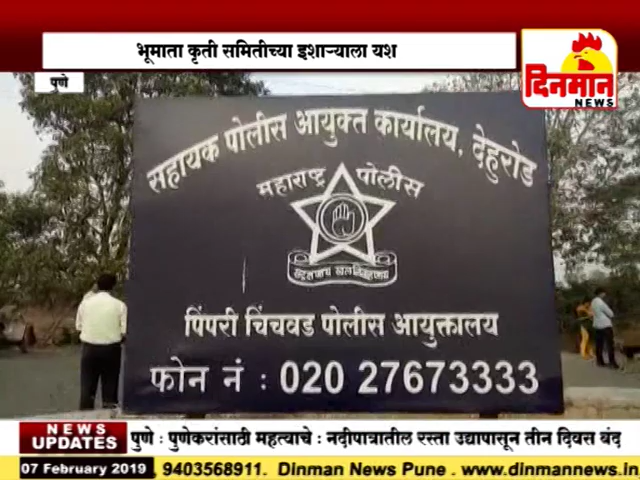 भूमाता कृती समितीच्या इशाऱ्याला यश
पुणे
दिनमान
NEWS
सहायक पोलीस आयुक्त कार्यालय, देहुरोड
महाराष्ट्र पोलीस
पिंपरी चिंचवड पोलीस आयुक्तालय
फोन नं : 020 27673333
NEWS UPDATES
पुणे : पुणेकरांसाठी महत्वाचे : नदीपात्रातील रस्ता उद्यापासून तीन दिवस बंद
07 February 2019
9403568911. Dinman News Pune . www.dinmannews.in